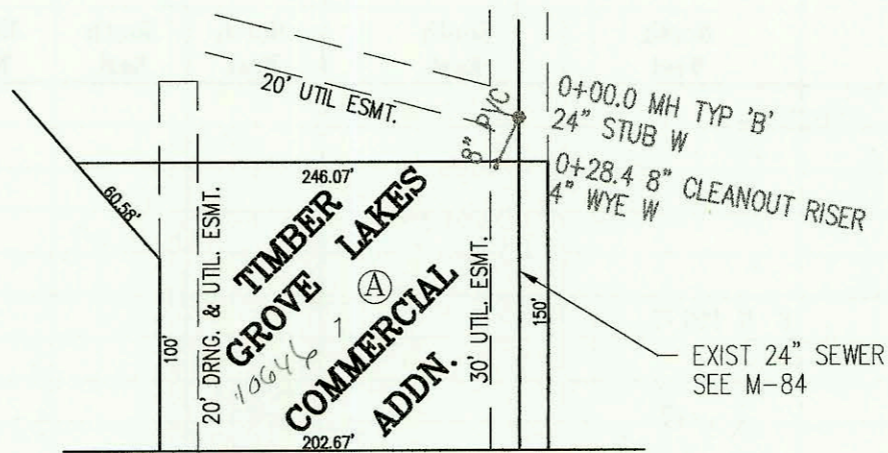 20' UTIL ESMT.
8" PVC
0+00.0 MH TYP 'B'
24" STUB W
0+28.4 8" CLEANOUT RISER
4" WYE W
246.07'
60.58'
100'
20' DRNG. & UTIL. ESMT.
TIMBER
GROVE LAKES
COMMERCIAL
ADDN.
A
1
10646
30' UTIL. ESMT.
150'
EXIST 24" SEWER
SEE M-84
202.67'